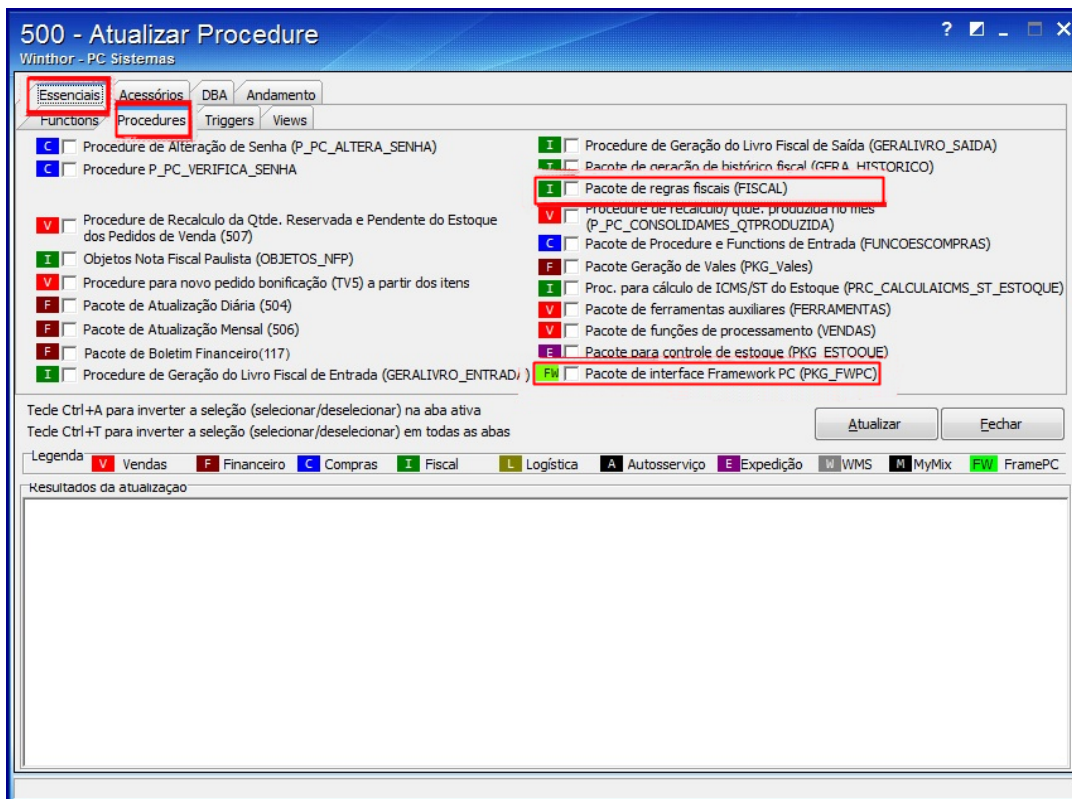 500 - Atualizar Procedure
Winthor - PC Sistemas
?
Essenciais Acessórios DBA Andamento
Functions Procedures Triggers Views
C Procedure de Alteração de Senha (P_PC_ALTERA_SENHA)
C Procedure P_PC_VERIFICA_SENHA
V Procedure de Recalculo da Qtde. Reservada e Pendente do Estoque
dos Pedidos de Venda (507)
I Objetos Nota Fiscal Paulista (OBJETOS_NFP)
V Procedure para novo pedido bonificação (TV5) a partir dos itens
F Pacote de Atualização Diária (504)
F Pacote de Atualização Mensal (506)
F Pacote de Boletim Financeiro(117)
I Procedure de Geração do Livro Fiscal de Entrada (GERALIVRO_ENTRADA)
I Procedure de Geração do Livro Fiscal de Saída (GERALIVRO_SAIDA)
I Pacote de geração de histórico fiscal (GERA_HISTORICO)
I Pacote de regras fiscais (FISCAL)
V Procedure de recálculo/ qtde. produzida no mês
(P_PC_CONSOLIDAMES_QTPRODUZIDA)
C Pacote de Procedure e Functions de Entrada (FUNCOESCOMPRAS)
F Pacote Geração de Vales (PKG_Vales)
I Proc. para cálculo de ICMS/ST do Estoque (PRC_CALCULAICMS_ST_ESTOQUE)
V Pacote de ferramentas auxiliares (FERRAMENTAS)
V Pacote de funções de processamento (VENDAS)
E Pacote para controle de estoque (PKG_ESTOQUE)
FW Pacote de interface Framework PC (PKG_FWPC)
Tecle Ctrl+A para inverter a seleção (selecionar/deselecionar) na aba ativa
Tecle Ctrl+T para inverter a seleção (selecionar/deselecionar) em todas as abas
Atualizar Fechar
Legenda
V Vendas F Financeiro C Compras I Fiscal L Logística A Autosserviço E Expedição W WMS M MyMix FW FramePC
Resultados da atualização